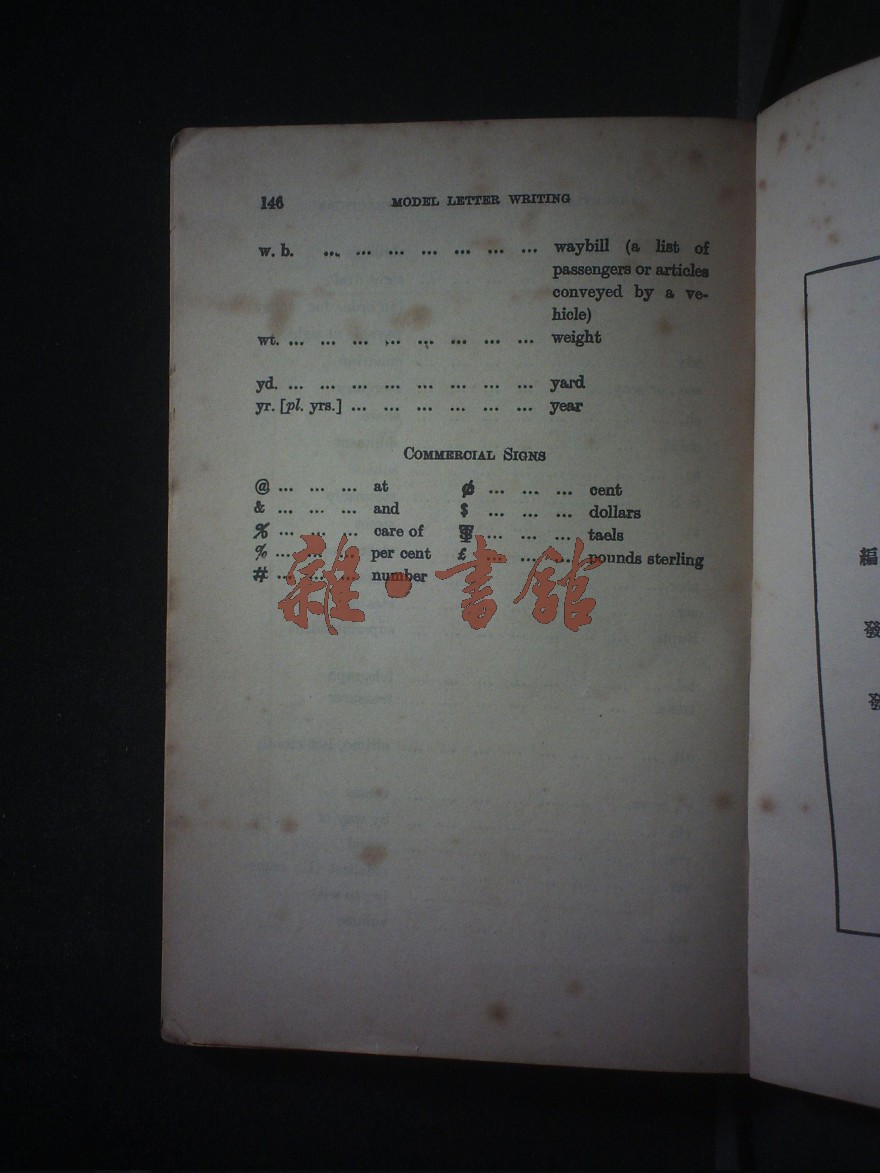 146 MODEL LETTER WRITING
w. b. ... ... ... ... ... ... ... waybill (a list of
passengers or articles
conveyed by a ve-
hicle)
wt. ... ... ... ... ... ... ... ... weight
yd. ... ... ... ... ... ... ... ... yard
yr. [pl. yrs.] ... ... ... ... ... ... year
COMMERCIAL SIGNS
@ ... ... ... at ¢ ... ... ... cent
& ... ... ... and $ ... ... ... dollars
... ... ... care of ... ... ... taels
% ... ... ... per cent £ ... ... ... pounds sterling
# ... ... ... number
雜·書館
編
發
發